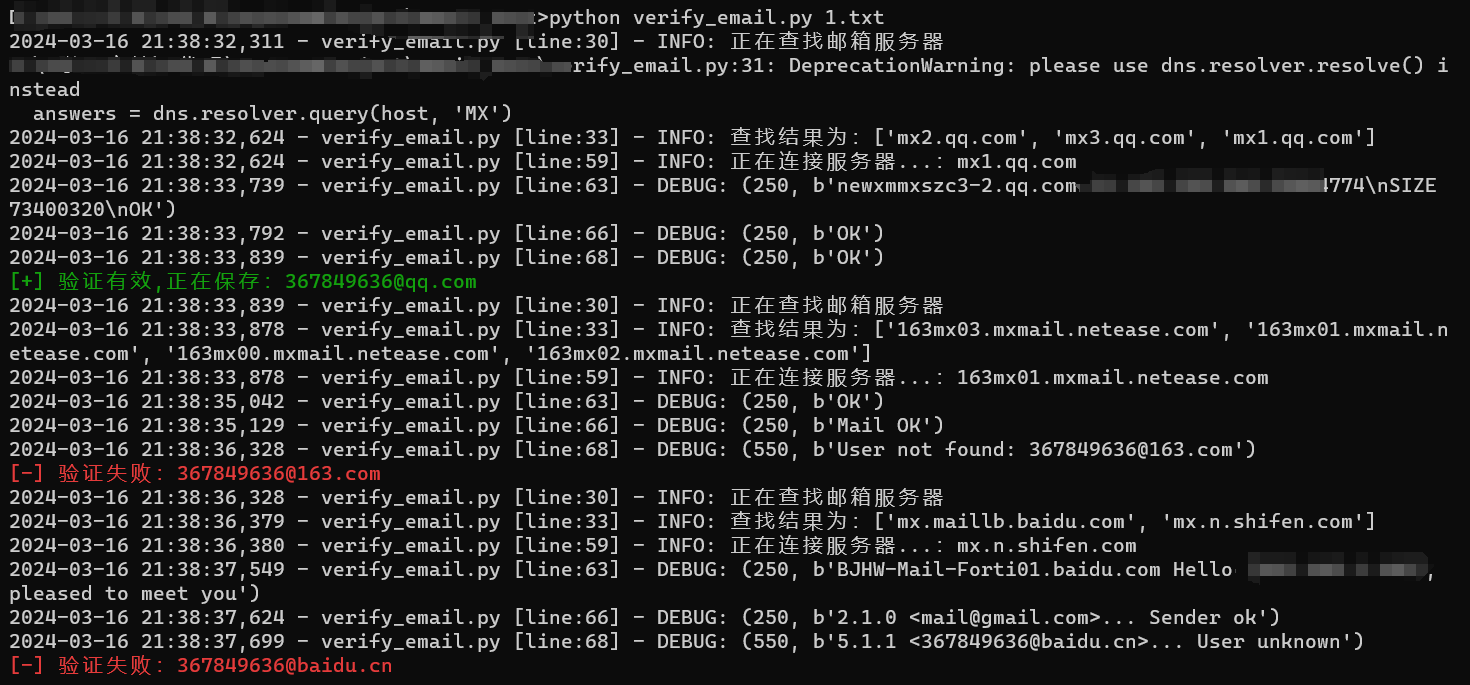 >python verify_email.py 1.txt
2024-03-16 21:38:32,311 - verify_email.py [line:30] - INFO: 正在查找邮箱服务器
erify_email.py:31: DeprecationWarning: please use dns.resolver.resolve() i
nstead
  answers = dns.resolver.query(host, 'MX')
2024-03-16 21:38:32,624 - verify_email.py [line:33] - INFO: 查找结果为: ['mx2.qq.com', 'mx3.qq.com', 'mx1.qq.com']
2024-03-16 21:38:32,624 - verify_email.py [line:59] - INFO: 正在连接服务器...: mx1.qq.com
2024-03-16 21:38:33,739 - verify_email.py [line:63] - DEBUG: (250, b'newxmmxszc3-2.qq.com 4774\nSIZE
73400320\nOK')
2024-03-16 21:38:33,792 - verify_email.py [line:66] - DEBUG: (250, b'OK')
2024-03-16 21:38:33,839 - verify_email.py [line:68] - DEBUG: (250, b'OK')
[+] 验证有效,正在保存: 367849636@qq.com
2024-03-16 21:38:33,839 - verify_email.py [line:30] - INFO: 正在查找邮箱服务器
2024-03-16 21:38:33,878 - verify_email.py [line:33] - INFO: 查找结果为: ['163mx03.mxmail.netease.com', '163mx01.mxmail.n
etease.com', '163mx00.mxmail.netease.com', '163mx02.mxmail.netease.com']
2024-03-16 21:38:33,878 - verify_email.py [line:59] - INFO: 正在连接服务器...: 163mx01.mxmail.netease.com
2024-03-16 21:38:35,042 - verify_email.py [line:63] - DEBUG: (250, b'OK')
2024-03-16 21:38:35,129 - verify_email.py [line:66] - DEBUG: (250, b'Mail OK')
2024-03-16 21:38:36,328 - verify_email.py [line:68] - DEBUG: (550, b'User not found: 367849636@163.com')
[-] 验证失败: 367849636@163.com
2024-03-16 21:38:36,328 - verify_email.py [line:30] - INFO: 正在查找邮箱服务器
2024-03-16 21:38:36,379 - verify_email.py [line:33] - INFO: 查找结果为: ['mx.maillb.baidu.com', 'mx.n.shifen.com']
2024-03-16 21:38:36,380 - verify_email.py [line:59] - INFO: 正在连接服务器...: mx.n.shifen.com
2024-03-16 21:38:37,549 - verify_email.py [line:63] - DEBUG: (250, b'BJHW-Mail-Forti01.baidu.com Hello ,
pleased to meet you')
2024-03-16 21:38:37,624 - verify_email.py [line:66] - DEBUG: (250, b'2.1.0 <mail@gmail.com>... Sender ok')
2024-03-16 21:38:37,699 - verify_email.py [line:68] - DEBUG: (550, b'5.1.1 <367849636@baidu.cn>... User unknown')
[-] 验证失败: 367849636@baidu.cn